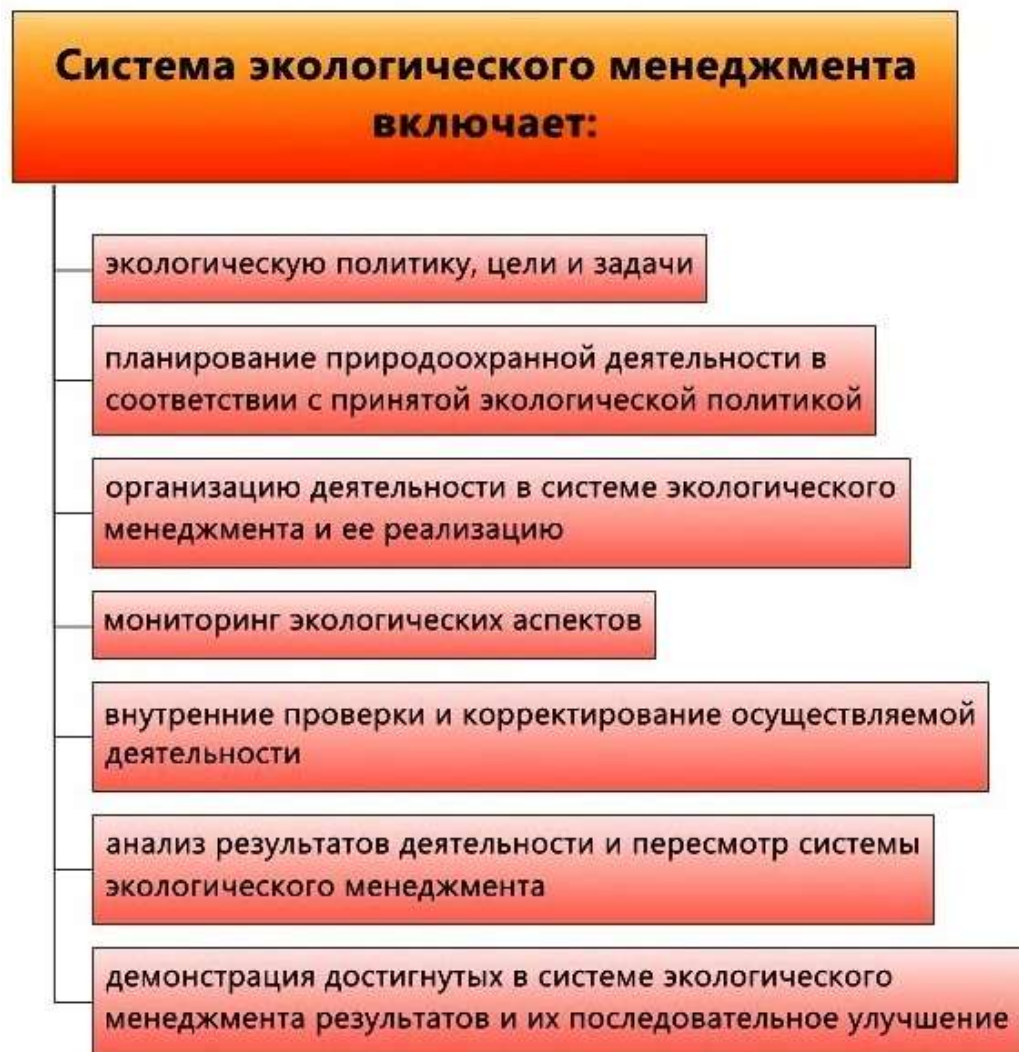 Система экологического менеджмента
включает:
экологическую политику, цели и задачи
планирование природоохранной деятельности в
соответствии с принятой экологической политикой
организацию деятельности в системе экологического
менеджмента и ее реализацию
мониторинг экологических аспектов
внутренние проверки и корректирование осуществляемой
деятельности
анализ результатов деятельности и пересмотр системы
экологического менеджмента
демонстрация достигнутых в системе экологического
менеджмента результатов и их последовательное улучшение